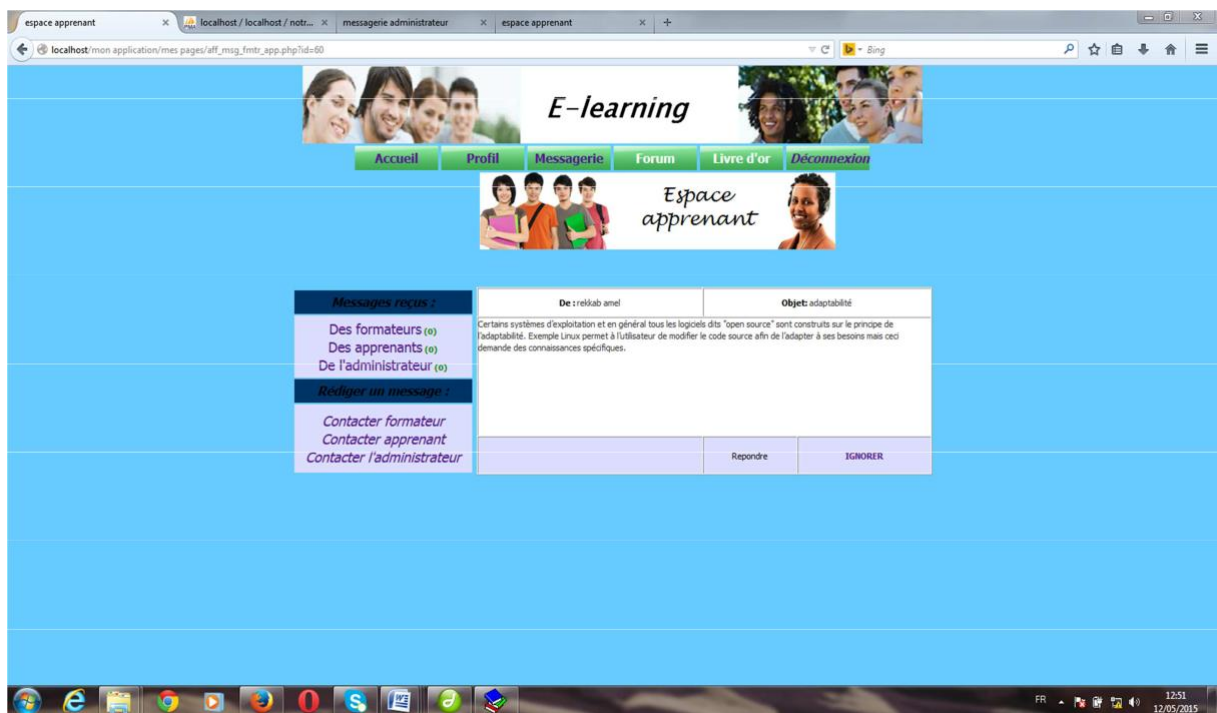 espace apprenant
localhost / localhost / notr...
messagerie administrateur
espace apprenant
localhost/mon application/mes pages/aff_msg_fmtr_app.php?id=60
Bing
E-learning
Accueil Profil Messagerie Forum Livre d'or Déconnexion
Espace
apprenant
Messages reçus :
Des formateurs (0)
Des apprenants (0)
De l'administrateur (0)
Rédiger un message :
Contacter formateur
Contacter apprenant
Contacter l'administrateur
De : rekkab amel
Objet: adaptabilité
Certains systèmes d'exploitation et en général tous les logiciels dits "open source" sont construits sur le principe de
l'adaptabilité. Exemple Linux permet à l'utilisateur de modifier le code source afin de l'adapter à ses besoins mais ceci
demande des connaissances spécifiques.
Repondre
IGNORER
FR
12:51
12/05/2015